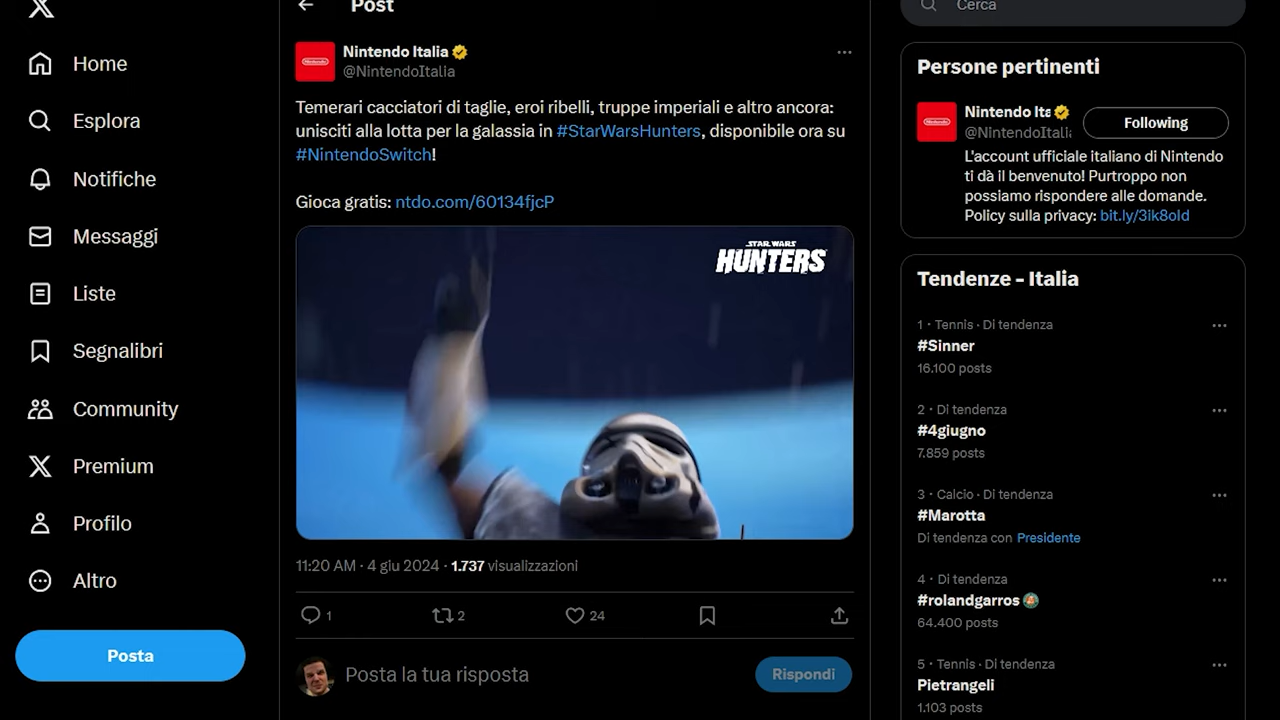 Home
Esplora
Notifiche
Messaggi
Liste
Segnalibri
Community
Premium
Profilo
Altro
Posta
Post
Nintendo Italia
@NintendoItalia
Temerari cacciatori di taglie, eroi ribelli, truppe imperiali e altro ancora:
unisciti alla lotta per la galassia in #StarWarsHunters, disponibile ora su
#NintendoSwitch!
Gioca gratis: ntdo.com/60134fjcP
STAR WARS
HUNTERS
11:20 AM · 4 giu 2024 · 1.737 visualizzazioni
1
2
24
Posta la tua risposta
Rispondi
Cerca
Persone pertinenti
Nintendo Ita
@NintendoItalia
Following
L'account ufficiale italiano di Nintendo
ti dà il benvenuto! Purtroppo non
possiamo rispondere alle domande.
Policy sulla privacy: bit.ly/3ik8oId
Tendenze - Italia
1 · Tennis · Di tendenza
#Sinner
16.100 posts
2 · Di tendenza
#4giugno
7.859 posts
3 · Calcio · Di tendenza
#Marotta
Di tendenza con Presidente
4 · Di tendenza
#rolandgarros
64.400 posts
5 · Tennis · Di tendenza
Pietrangeli
1.103 posts